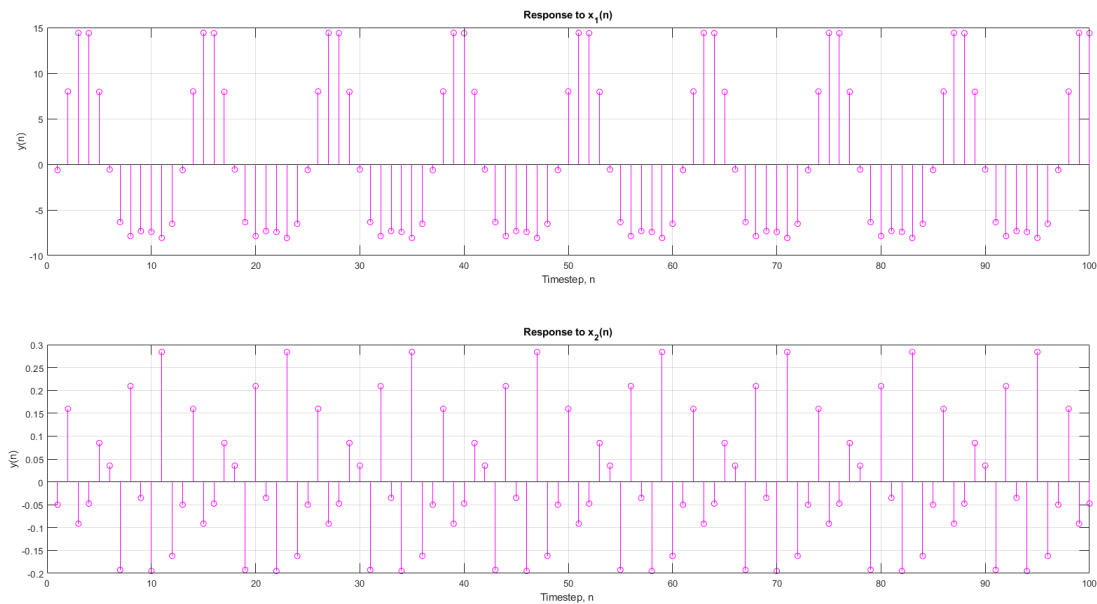 Response to x₁(n)
15
10
5
0
-5
-10
y(n)
0 10 20 30 40 50 60 70 80 90 100
Timestep, n
Response to x₂(n)
0.3
0.25
0.2
0.15
0.1
0.05
0
-0.05
-0.1
-0.15
-0.2
y(n)
0 10 20 30 40 50 60 70 80 90 100
Timestep, n